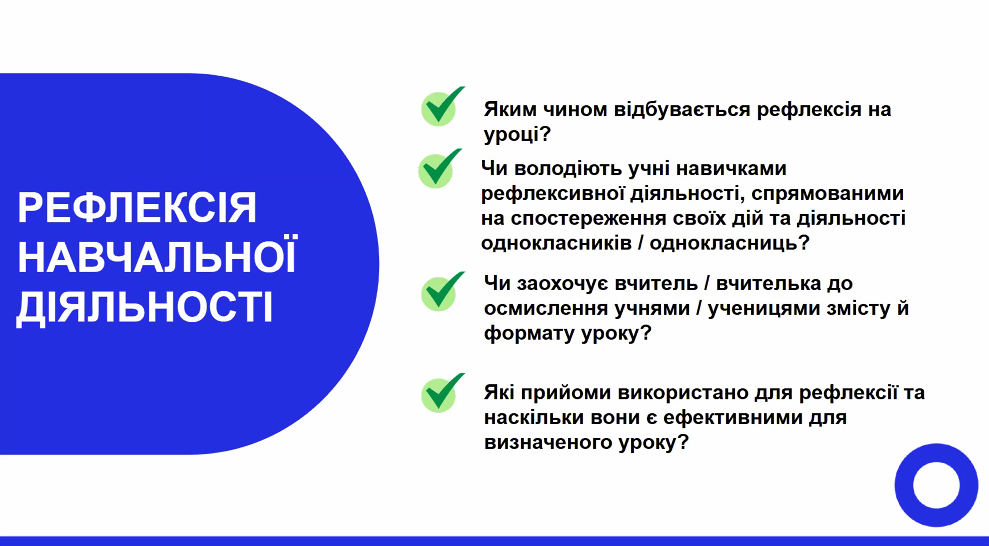 РЕФЛЕКСІЯ
НАВЧАЛЬНОЇ
ДІЯЛЬНОСТІ
Яким чином відбувається рефлексія на
уроці?
Чи володіють учні навичками
рефлексивної діяльності, спрямованими
на спостереження своїх дій та діяльності
однокласників / однокласниць?
Чи заохочує вчитель / вчителька до
осмислення учнями / ученицями змісту й
формату уроку?
Які прийоми використано для рефлексії та
наскільки вони є ефективними для
визначеного уроку?